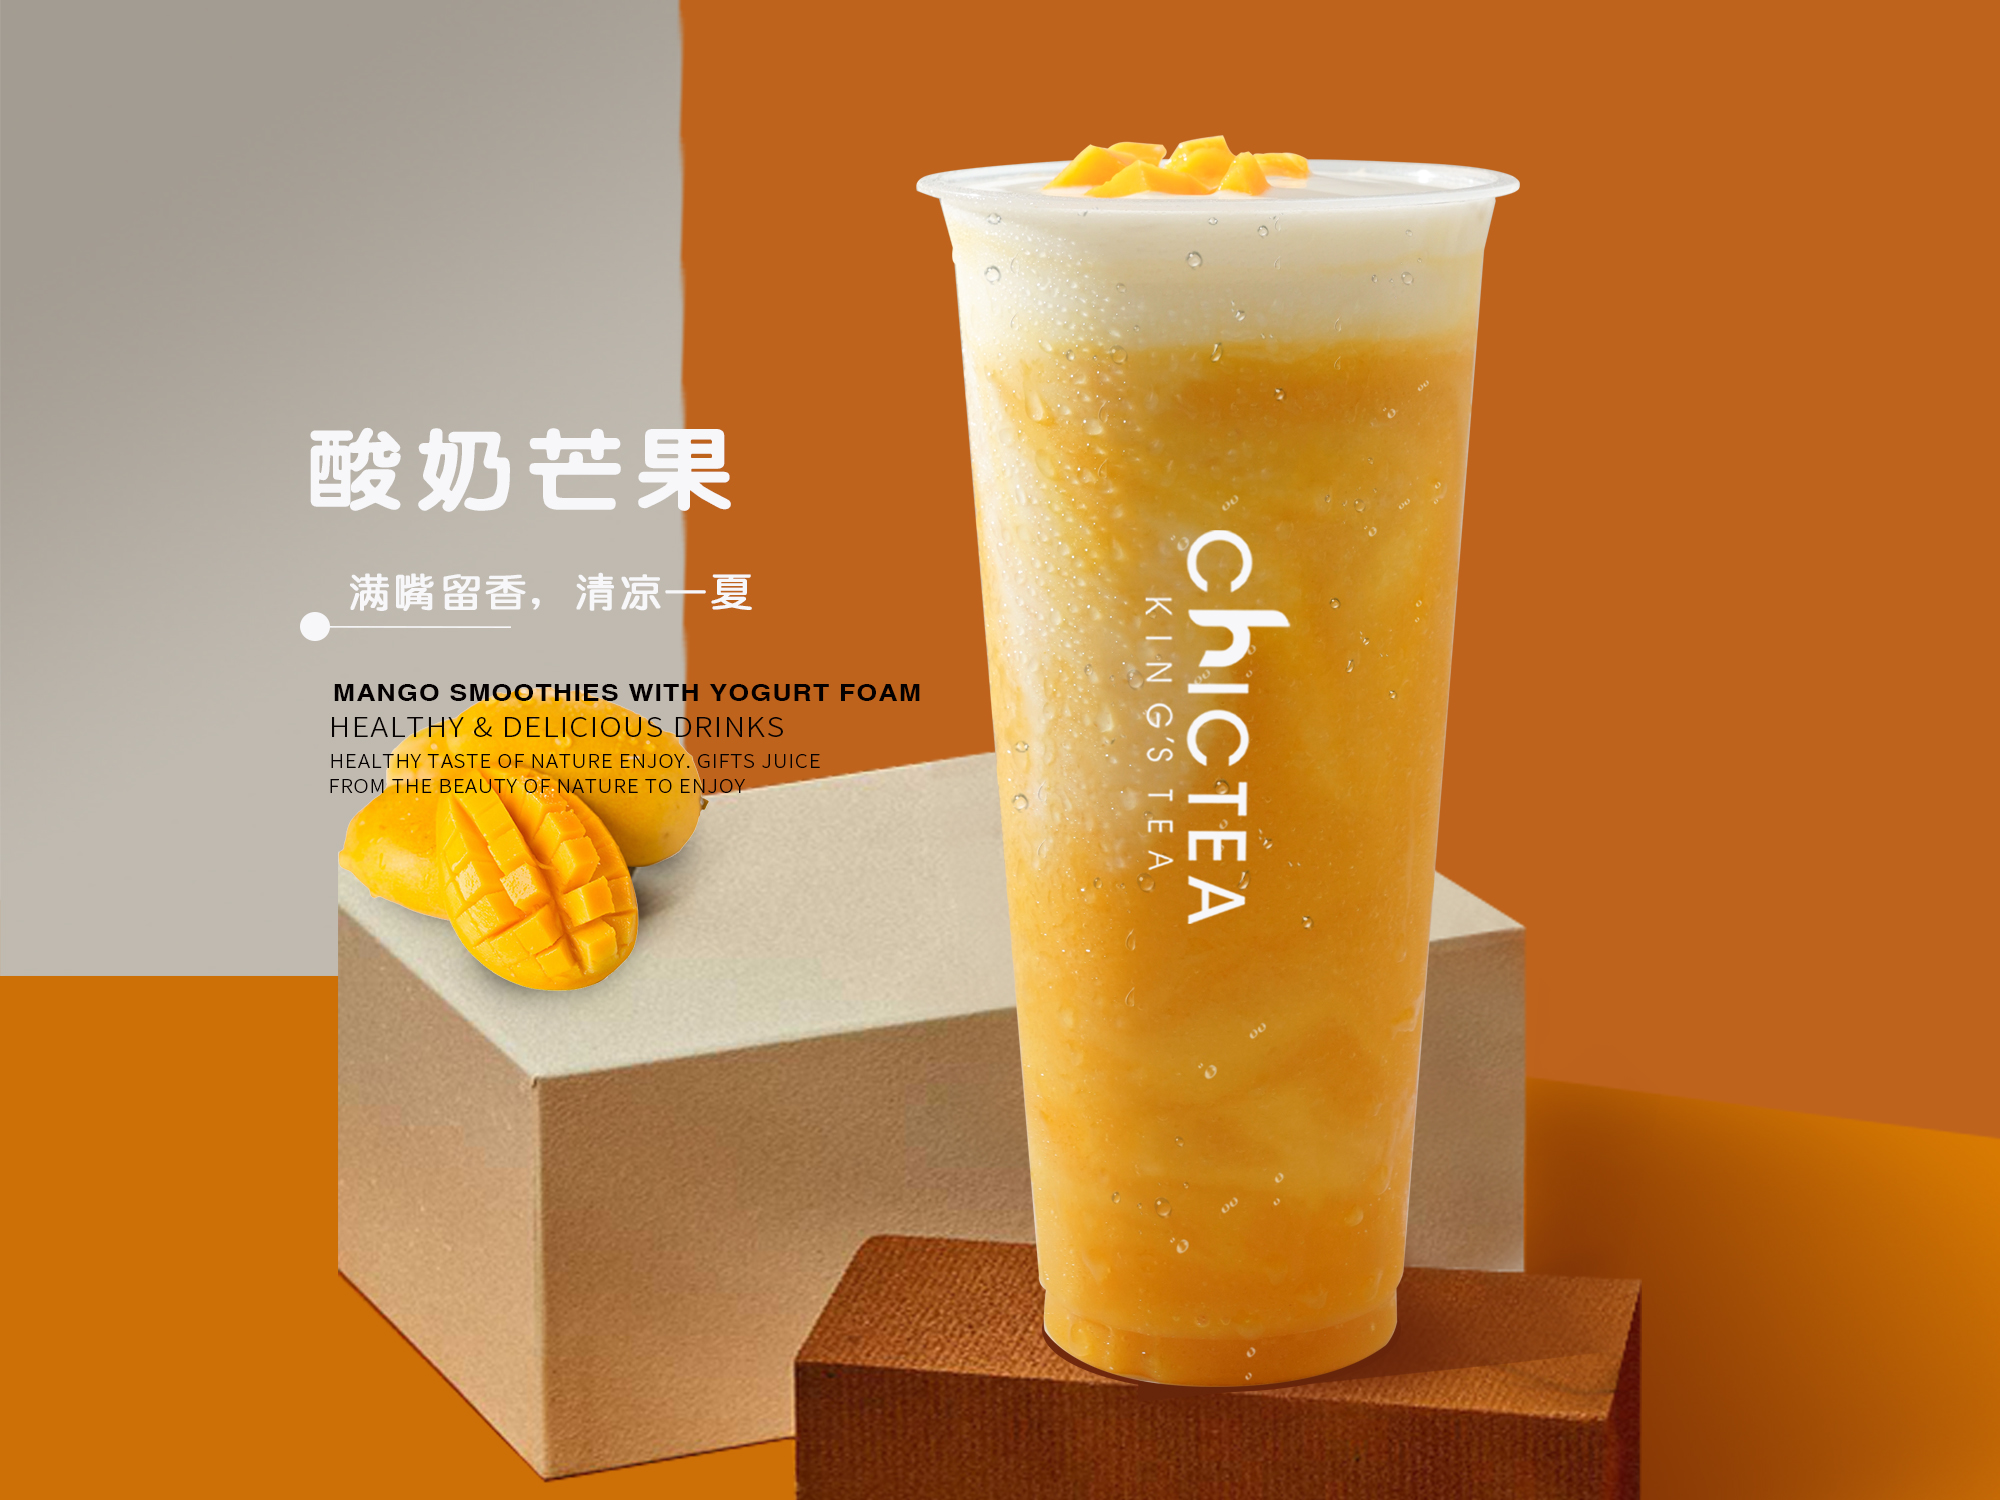 酸奶芒果
满嘴留香，清凉一夏
MANGO SMOOTHIES WITH YOGURT FOAM
HEALTHY & DELICIOUS DRINKS
HEALTHY TASTE OF NATURE ENJOY. GIFTS JUICE
FROM THE BEAUTY OF NATURE TO ENJOY
chICTEA
KING'S TEA